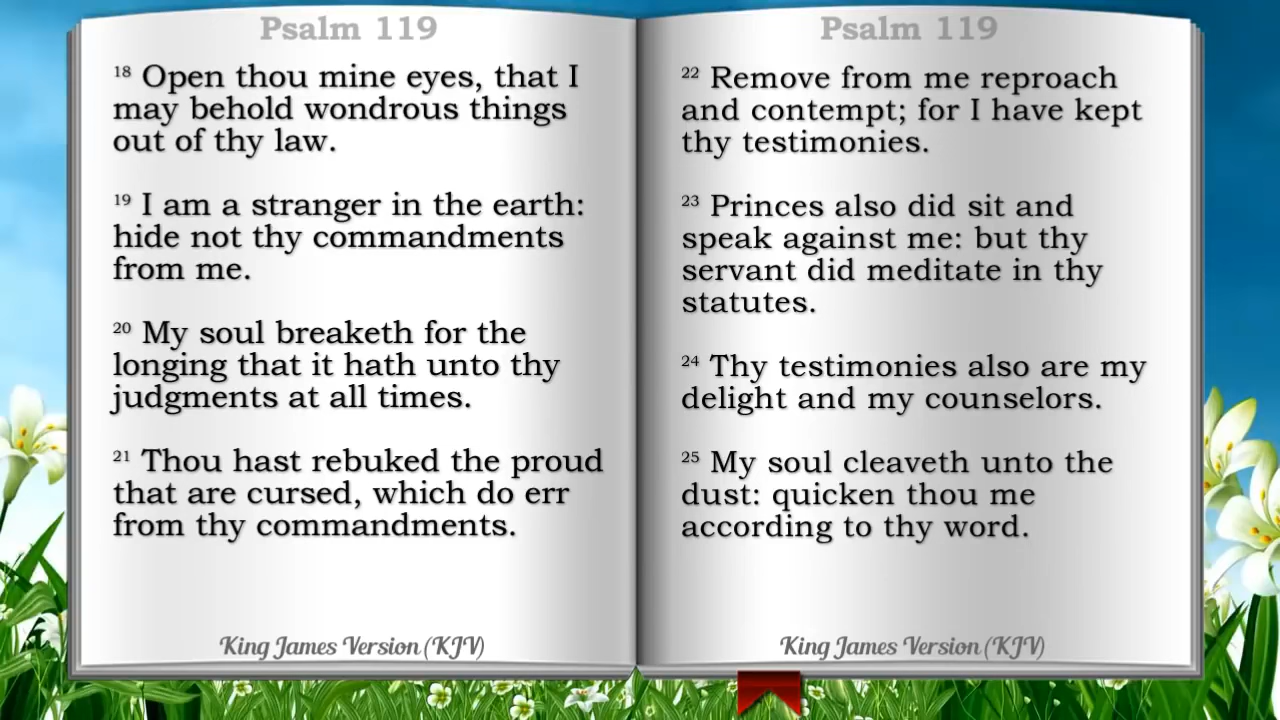 Psalm 119
18 Open thou mine eyes, that I
may behold wondrous things
out of thy law.
19 I am a stranger in the earth:
hide not thy commandments
from me.
20 My soul breaketh for the
longing that it hath unto thy
judgments at all times.
21 Thou hast rebuked the proud
that are cursed, which do err
from thy commandments.
King James Version (KJV)
Psalm 119
22 Remove from me reproach
and contempt; for I have kept
thy testimonies.
23 Princes also did sit and
speak against me: but thy
servant did meditate in thy
statutes.
24 Thy testimonies also are my
delight and my counselors.
25 My soul cleaveth unto the
dust: quicken thou me
according to thy word.
King James Version (KJV)